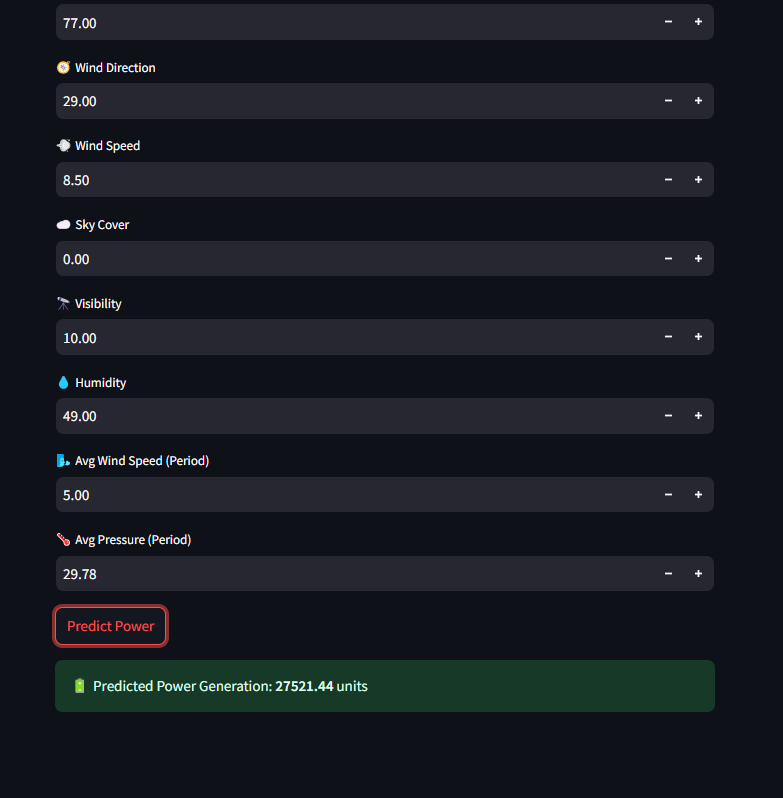 77.00
Wind Direction
29.00
Wind Speed
8.50
Sky Cover
0.00
Visibility
10.00
Humidity
49.00
Avg Wind Speed (Period)
5.00
Avg Pressure (Period)
29.78
Predict Power
Predicted Power Generation: 27521.44 units